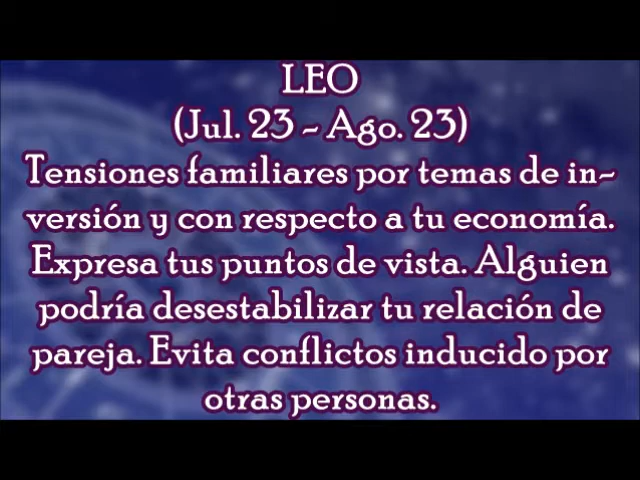 LEO
(Jul. 23 - Ago. 23)
Tensiones familiares por temas de in-
versión y con respecto a tu economía.
Expresa tus puntos de vista. Alguien
podría desestabilizar tu relación de
pareja. Evita conflictos inducido por
otras personas.